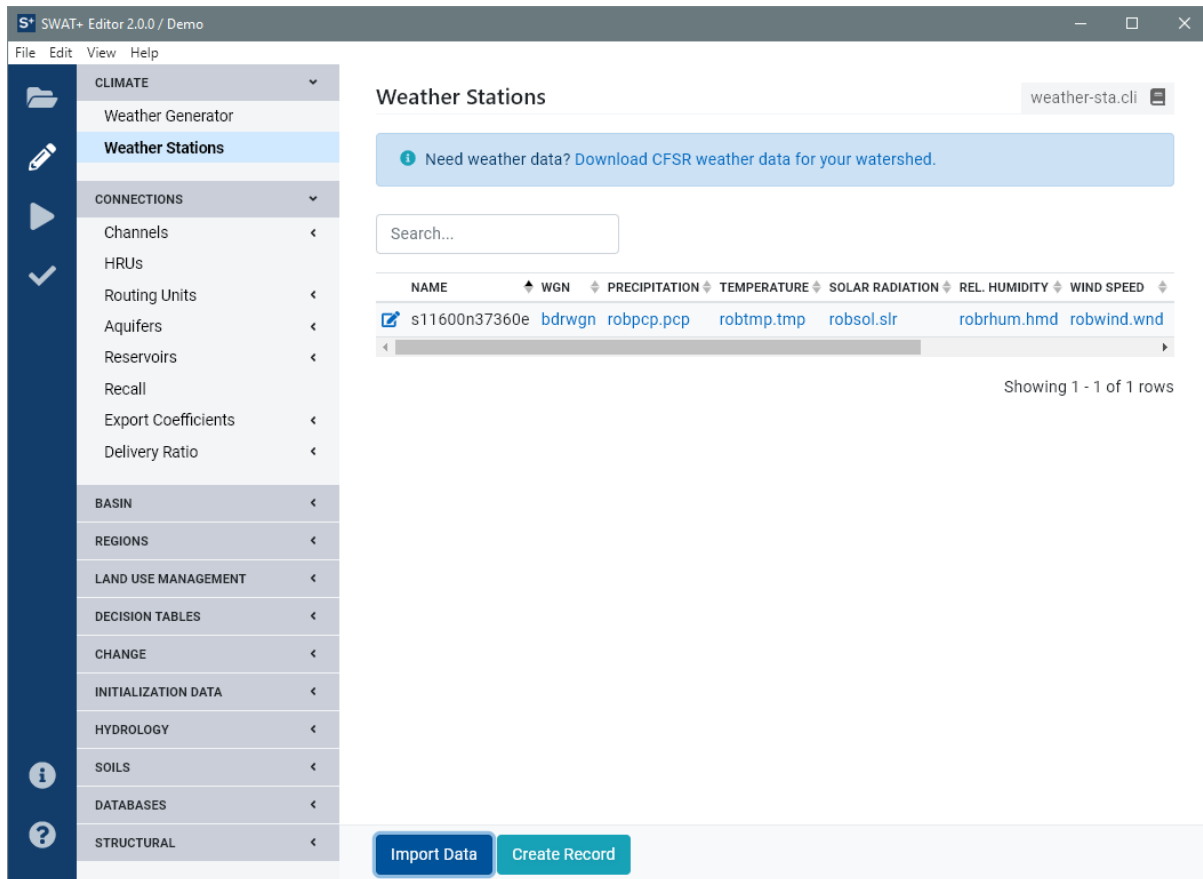 S+ SWAT+ Editor 2.0.0 / Demo
File Edit View Help
CLIMATE
Weather Generator
Weather Stations
CONNECTIONS
Channels
HRUs
Routing Units
Aquifers
Reservoirs
Recall
Export Coefficients
Delivery Ratio
BASIN
REGIONS
LAND USE MANAGEMENT
DECISION TABLES
CHANGE
INITIALIZATION DATA
HYDROLOGY
SOILS
DATABASES
STRUCTURAL
Weather Stations
weather-sta.cli
Need weather data? Download CFSR weather data for your watershed.
Search...
NAME WGN PRECIPITATION TEMPERATURE SOLAR RADIATION REL. HUMIDITY WIND SPEED
s11600n37360e bdrwgn robpcp.pcp robtmp.tmp robsol.slr robrhum.hmd robwind.wnd
Showing 1 - 1 of 1 rows
Import Data Create Record